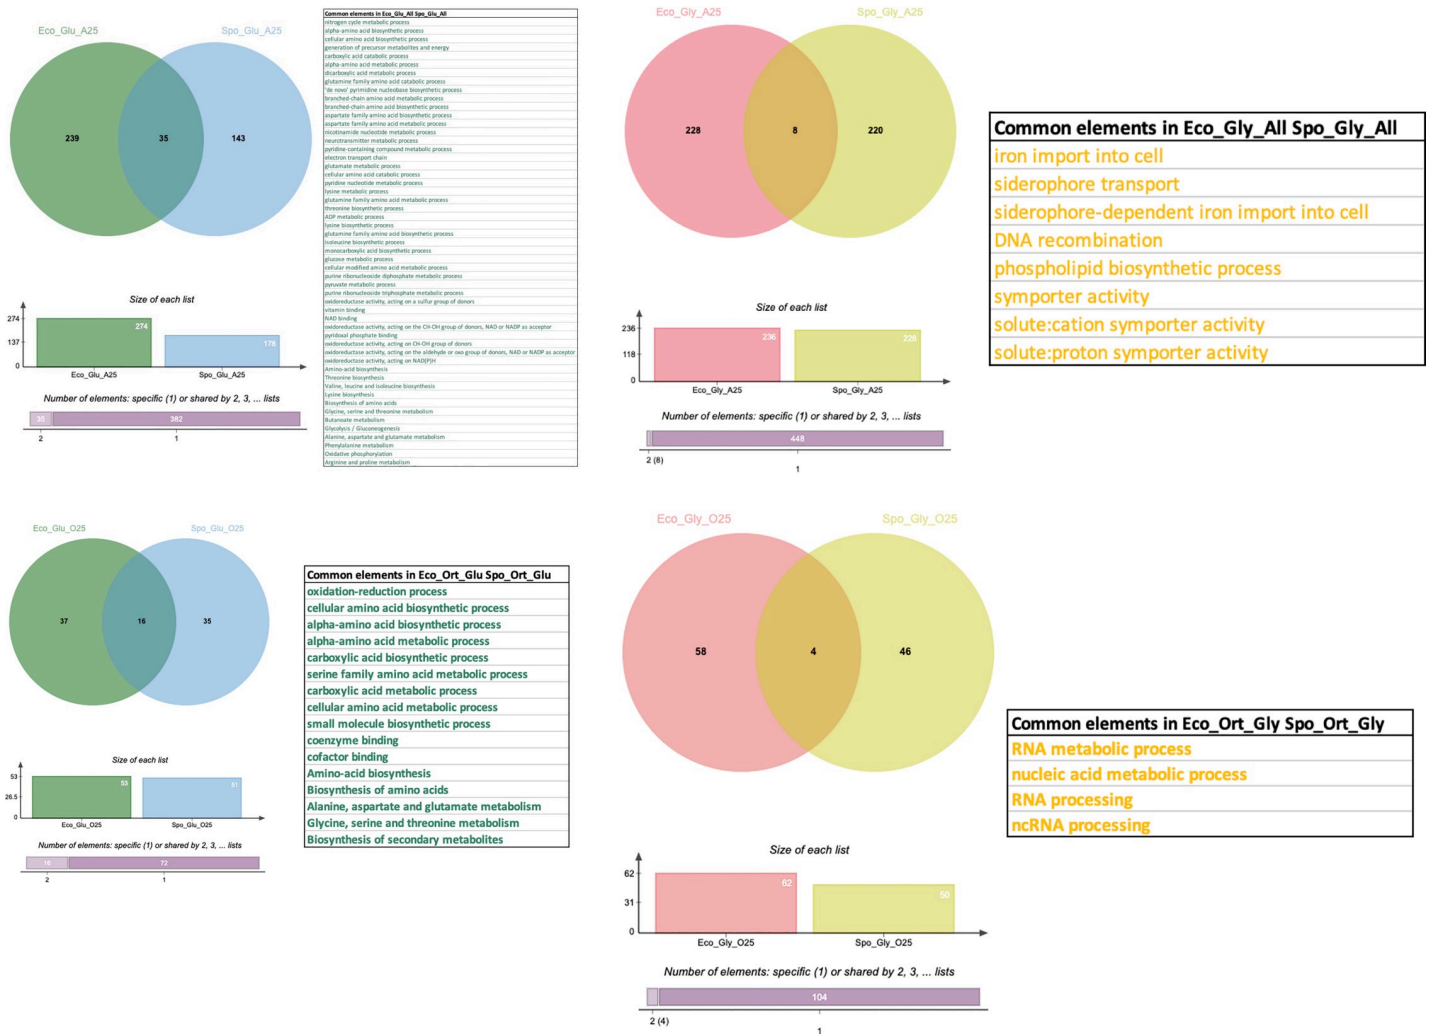 Eco_Glu_A25
Spo_Glu_A25
239
35
143
Size of each list
274
137
0
274
178
Eco_Glu_A25
Spo_Glu_A25
Number of elements: specific (1) or shared by 2, 3, ... lists
35
382
2
1
Common elements in Eco_Glu_All Spo_Glu_All
nitrogen cycle metabolic process
alpha-amino acid biosynthetic process
cellular amino acid biosynthetic process
generation of precursor metabolites and energy
carboxylic acid catabolic process
alpha-amino acid metabolic process
dicarboxylic acid metabolic process
glutamine family amino acid catabolic process
'de novo' pyrimidine nucleobase biosynthetic process
branched-chain amino acid metabolic process
branched-chain amino acid biosynthetic process
aspartate family amino acid biosynthetic process
aspartate family amino acid metabolic process
nicotinamide nucleotide metabolic process
neurotransmitter metabolic process
pyridine-containing compound metabolic process
electron transport chain
glutamate metabolic process
cellular amino acid catabolic process
pyridine nucleotide metabolic process
lysine metabolic process
glutamine family amino acid metabolic process
threonine biosynthetic process
ADP metabolic process
lysine biosynthetic process
glutamine family amino acid biosynthetic process
isoleucine biosynthetic process
monocarboxylic acid biosynthetic process
glucose metabolic process
cellular modified amino acid metabolic process
purine ribonucleoside diphosphate metabolic process
pyruvate metabolic process
purine ribonucleoside triphosphate metabolic process
oxidoreductase activity, acting on a sulfur group of donors
vitamin binding
NAD binding
oxidoreductase activity, acting on the CH-OH group of donors, NAD or NADP as acceptor
pyridoxal phosphate binding
oxidoreductase activity, acting on CH-OH group of donors
oxidoreductase activity, acting on the aldehyde or oxo group of donors, NAD or NADP as acceptor
oxidoreductase activity, acting on NAD(P)H
Amino-acid biosynthesis
Threonine biosynthesis
Valine, leucine and isoleucine biosynthesis
Lysine biosynthesis
Biosynthesis of amino acids
Glycine, serine and threonine metabolism
Butanoate metabolism
Glycolysis / Gluconeogenesis
Alanine, aspartate and glutamate metabolism
Phenylalanine metabolism
Oxidative phosphorylation
Arginine and proline metabolism
Eco_Gly_A25
Spo_Gly_A25
228
8
220
Size of each list
236
118
0
236
228
Eco_Gly_A25
Spo_Gly_A25
Number of elements: specific (1) or shared by 2, 3, ... lists
448
2 (8)
1
Common elements in Eco_Gly_All Spo_Gly_All
iron import into cell
siderophore transport
siderophore-dependent iron import into cell
DNA recombination
phospholipid biosynthetic process
symporter activity
solute:cation symporter activity
solute:proton symporter activity
Eco_Glu_O25
Spo_Glu_O25
37
16
35
Size of each list
53
26.5
0
53
51
Eco_Glu_O25
Spo_Glu_O25
Number of elements: specific (1) or shared by 2, 3, ... lists
16
72
2
1
Common elements in Eco_Ort_Glu Spo_Ort_Glu
oxidation-reduction process
cellular amino acid biosynthetic process
alpha-amino acid biosynthetic process
alpha-amino acid metabolic process
carboxylic acid biosynthetic process
serine family amino acid metabolic process
carboxylic acid metabolic process
cellular amino acid metabolic process
small molecule biosynthetic process
coenzyme binding
cofactor binding
Amino-acid biosynthesis
Biosynthesis of amino acids
Alanine, aspartate and glutamate metabolism
Glycine, serine and threonine metabolism
Biosynthesis of secondary metabolites
Eco_Gly_O25
Spo_Gly_O25
58
4
46
Size of each list
62
31
0
62
50
Eco_Gly_O25
Spo_Gly_O25
Number of elements: specific (1) or shared by 2, 3, ... lists
104
2 (4)
1
Common elements in Eco_Ort_Gly Spo_Ort_Gly
RNA metabolic process
nucleic acid metabolic process
RNA processing
ncRNA processing